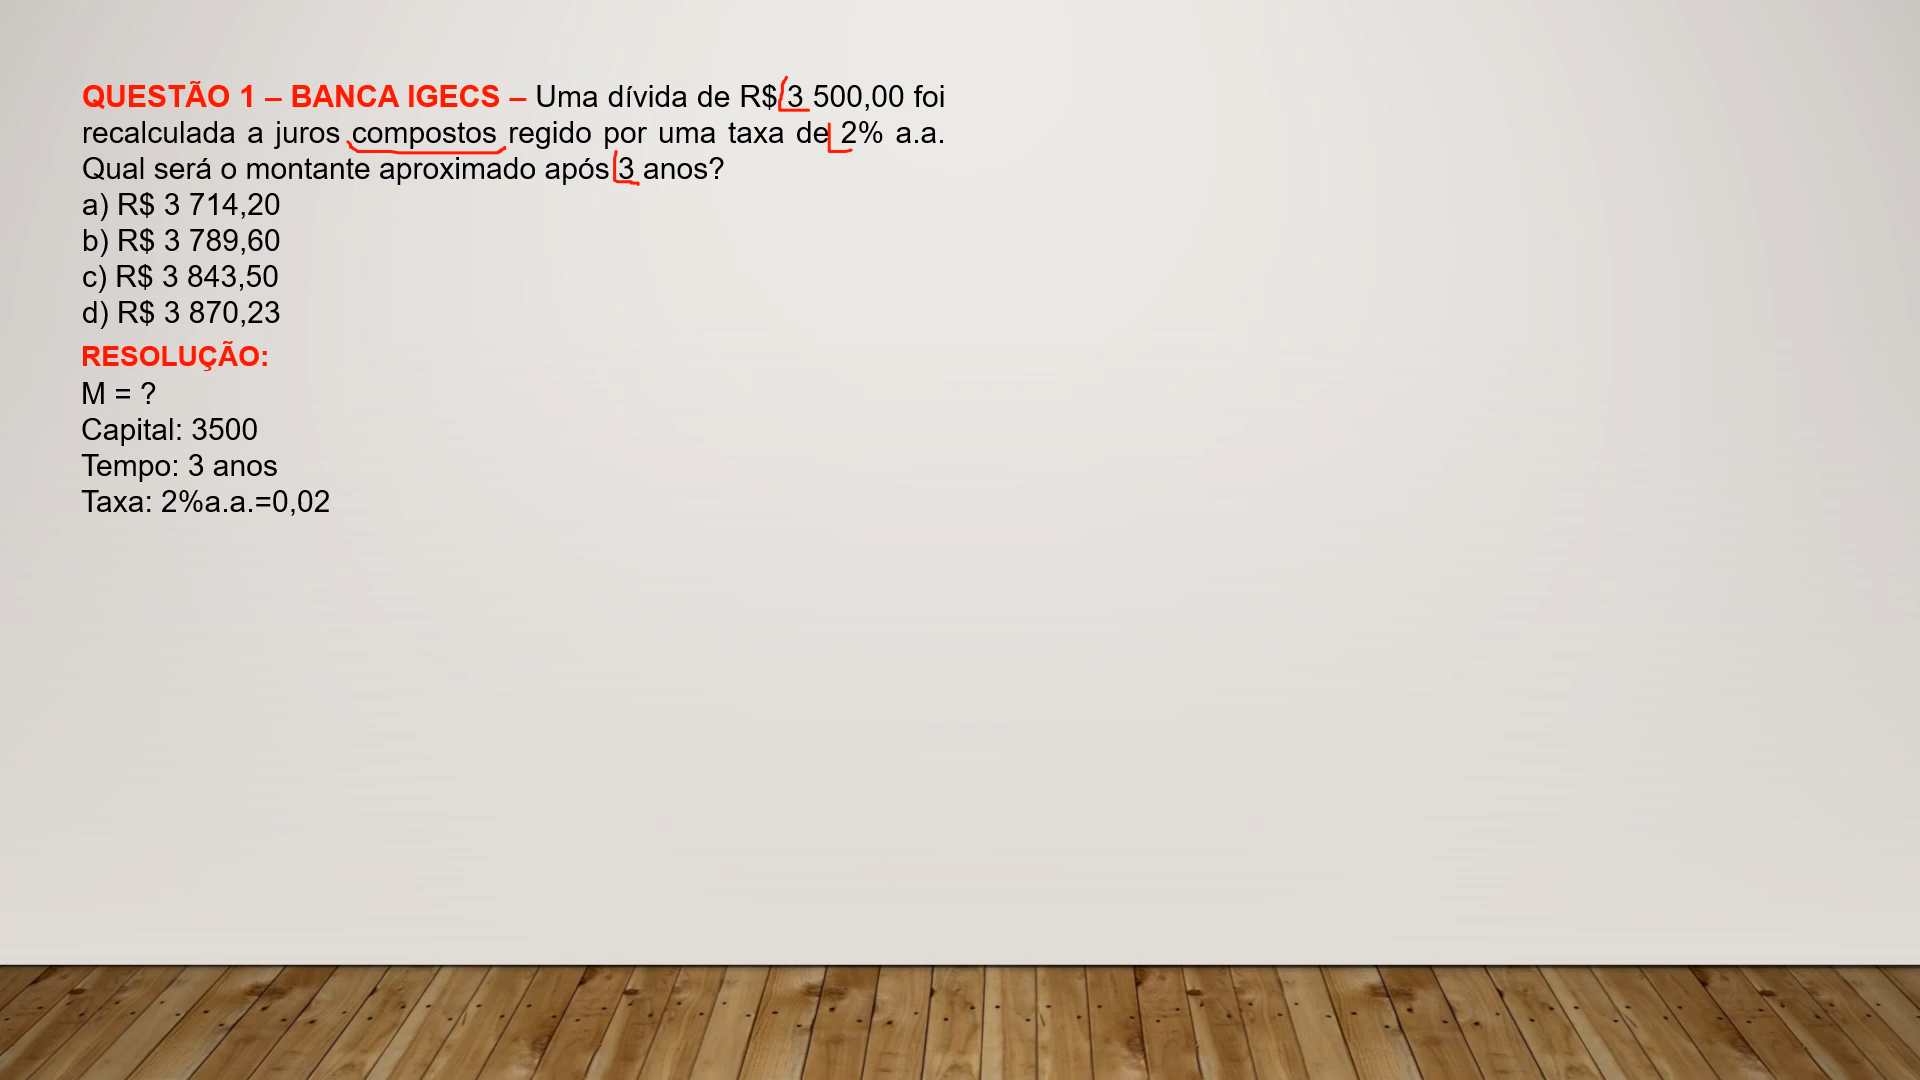 QUESTÃO 1 – BANCA IGECS – Uma dívida de R$ 3 500,00 foi
recalculada a juros compostos regido por uma taxa de 2% a.a.
Qual será o montante aproximado após 3 anos?
a) R$ 3 714,20
b) R$ 3 789,60
c) R$ 3 843,50
d) R$ 3 870,23
RESOLUÇÃO:
M = ?
Capital: 3500
Tempo: 3 anos
Taxa: 2%a.a.=0,02